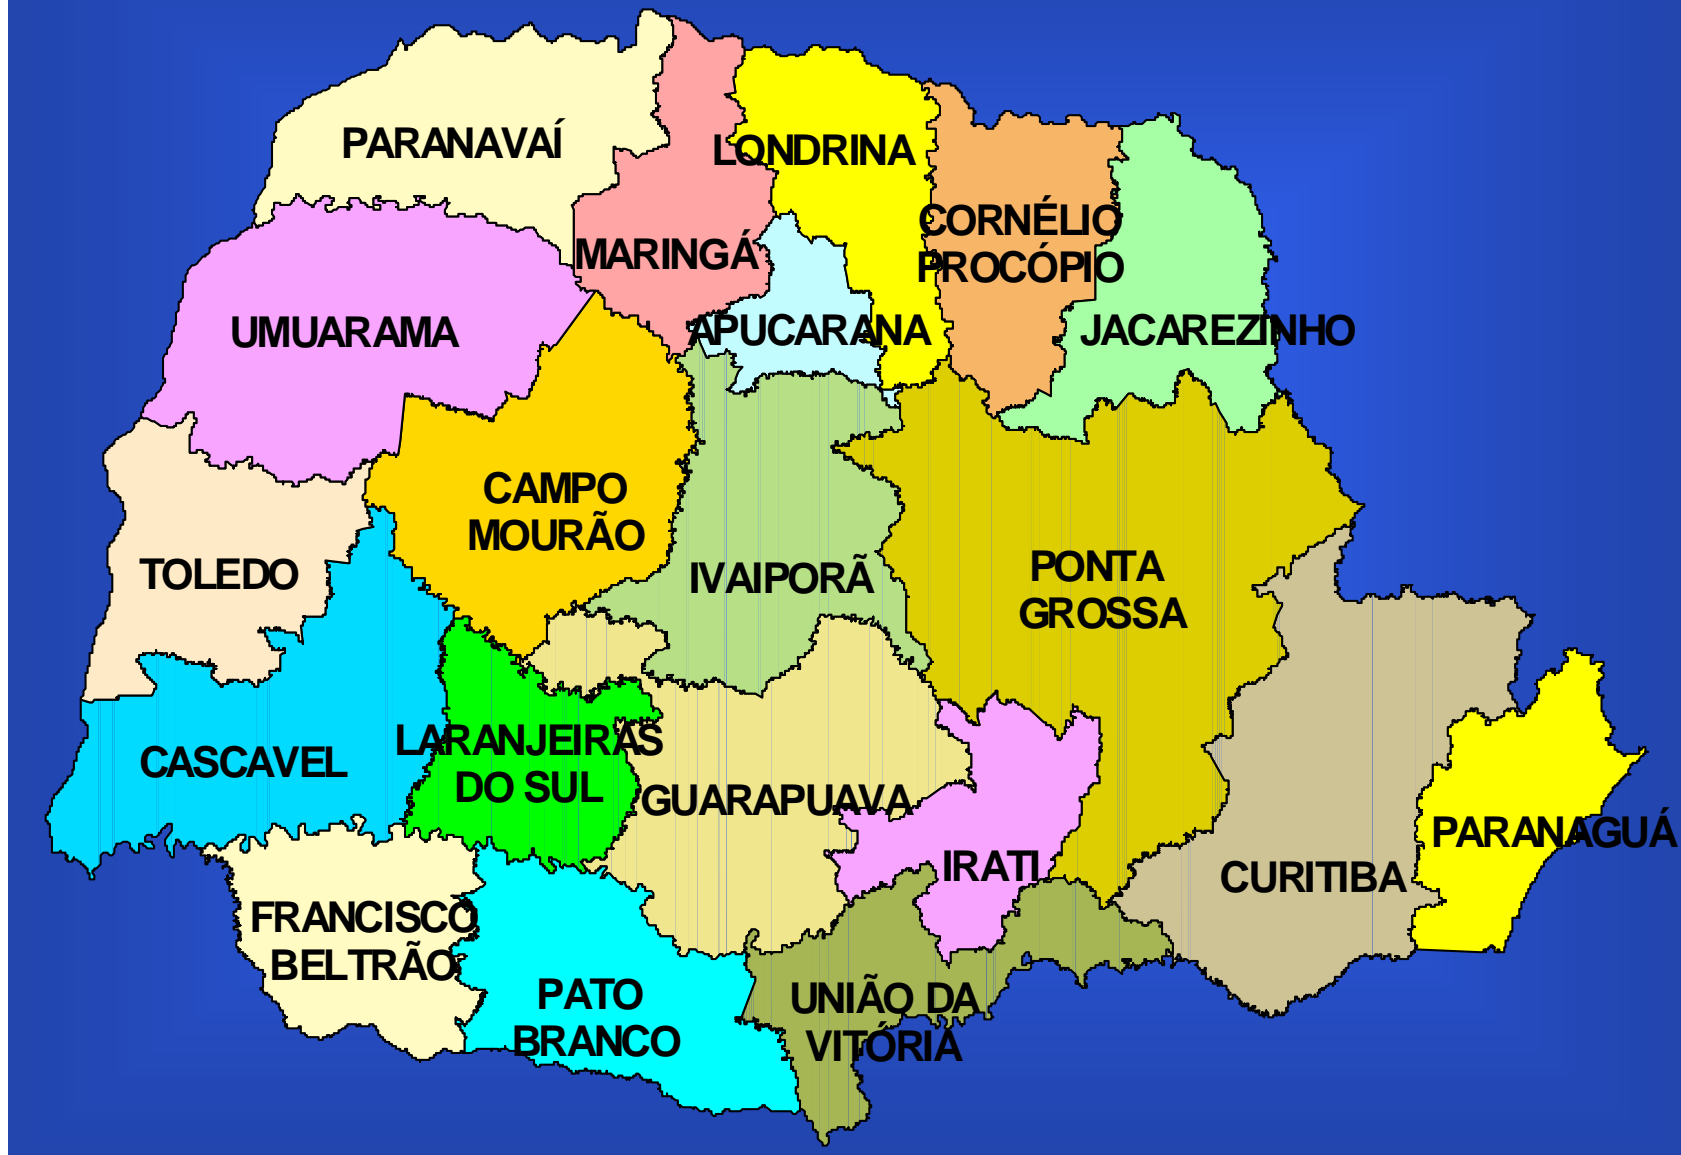 PARANAVAÍ
LONDRINA
CORNÉLIO
PROCÓPIO
MARINGÁ
UMUARAMA
APUCARANA
JACAREZINHO
CAMPO
MOURÃO
TOLEDO
IVAIPORÃ
PONTA
GROSSA
CASCAVEL
LARANJEIRAS
DO SUL
GUARAPUAVA
PARANAGUÁ
IRATI
CURITIBA
FRANCISCO
BELTRÃO
PATO
BRANCO
UNIÃO DA
VITÓRIA